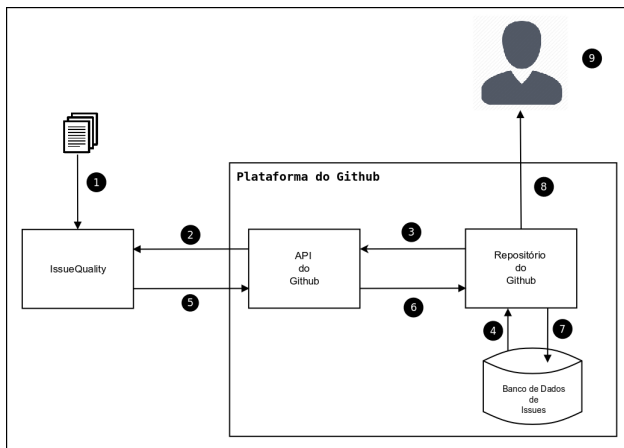 9
Plataforma do Github
1
8
2
3
IssueQuality
API
do
Github
Repositório
do
Github
5
6
4
7
Banco de Dados
de
Issues